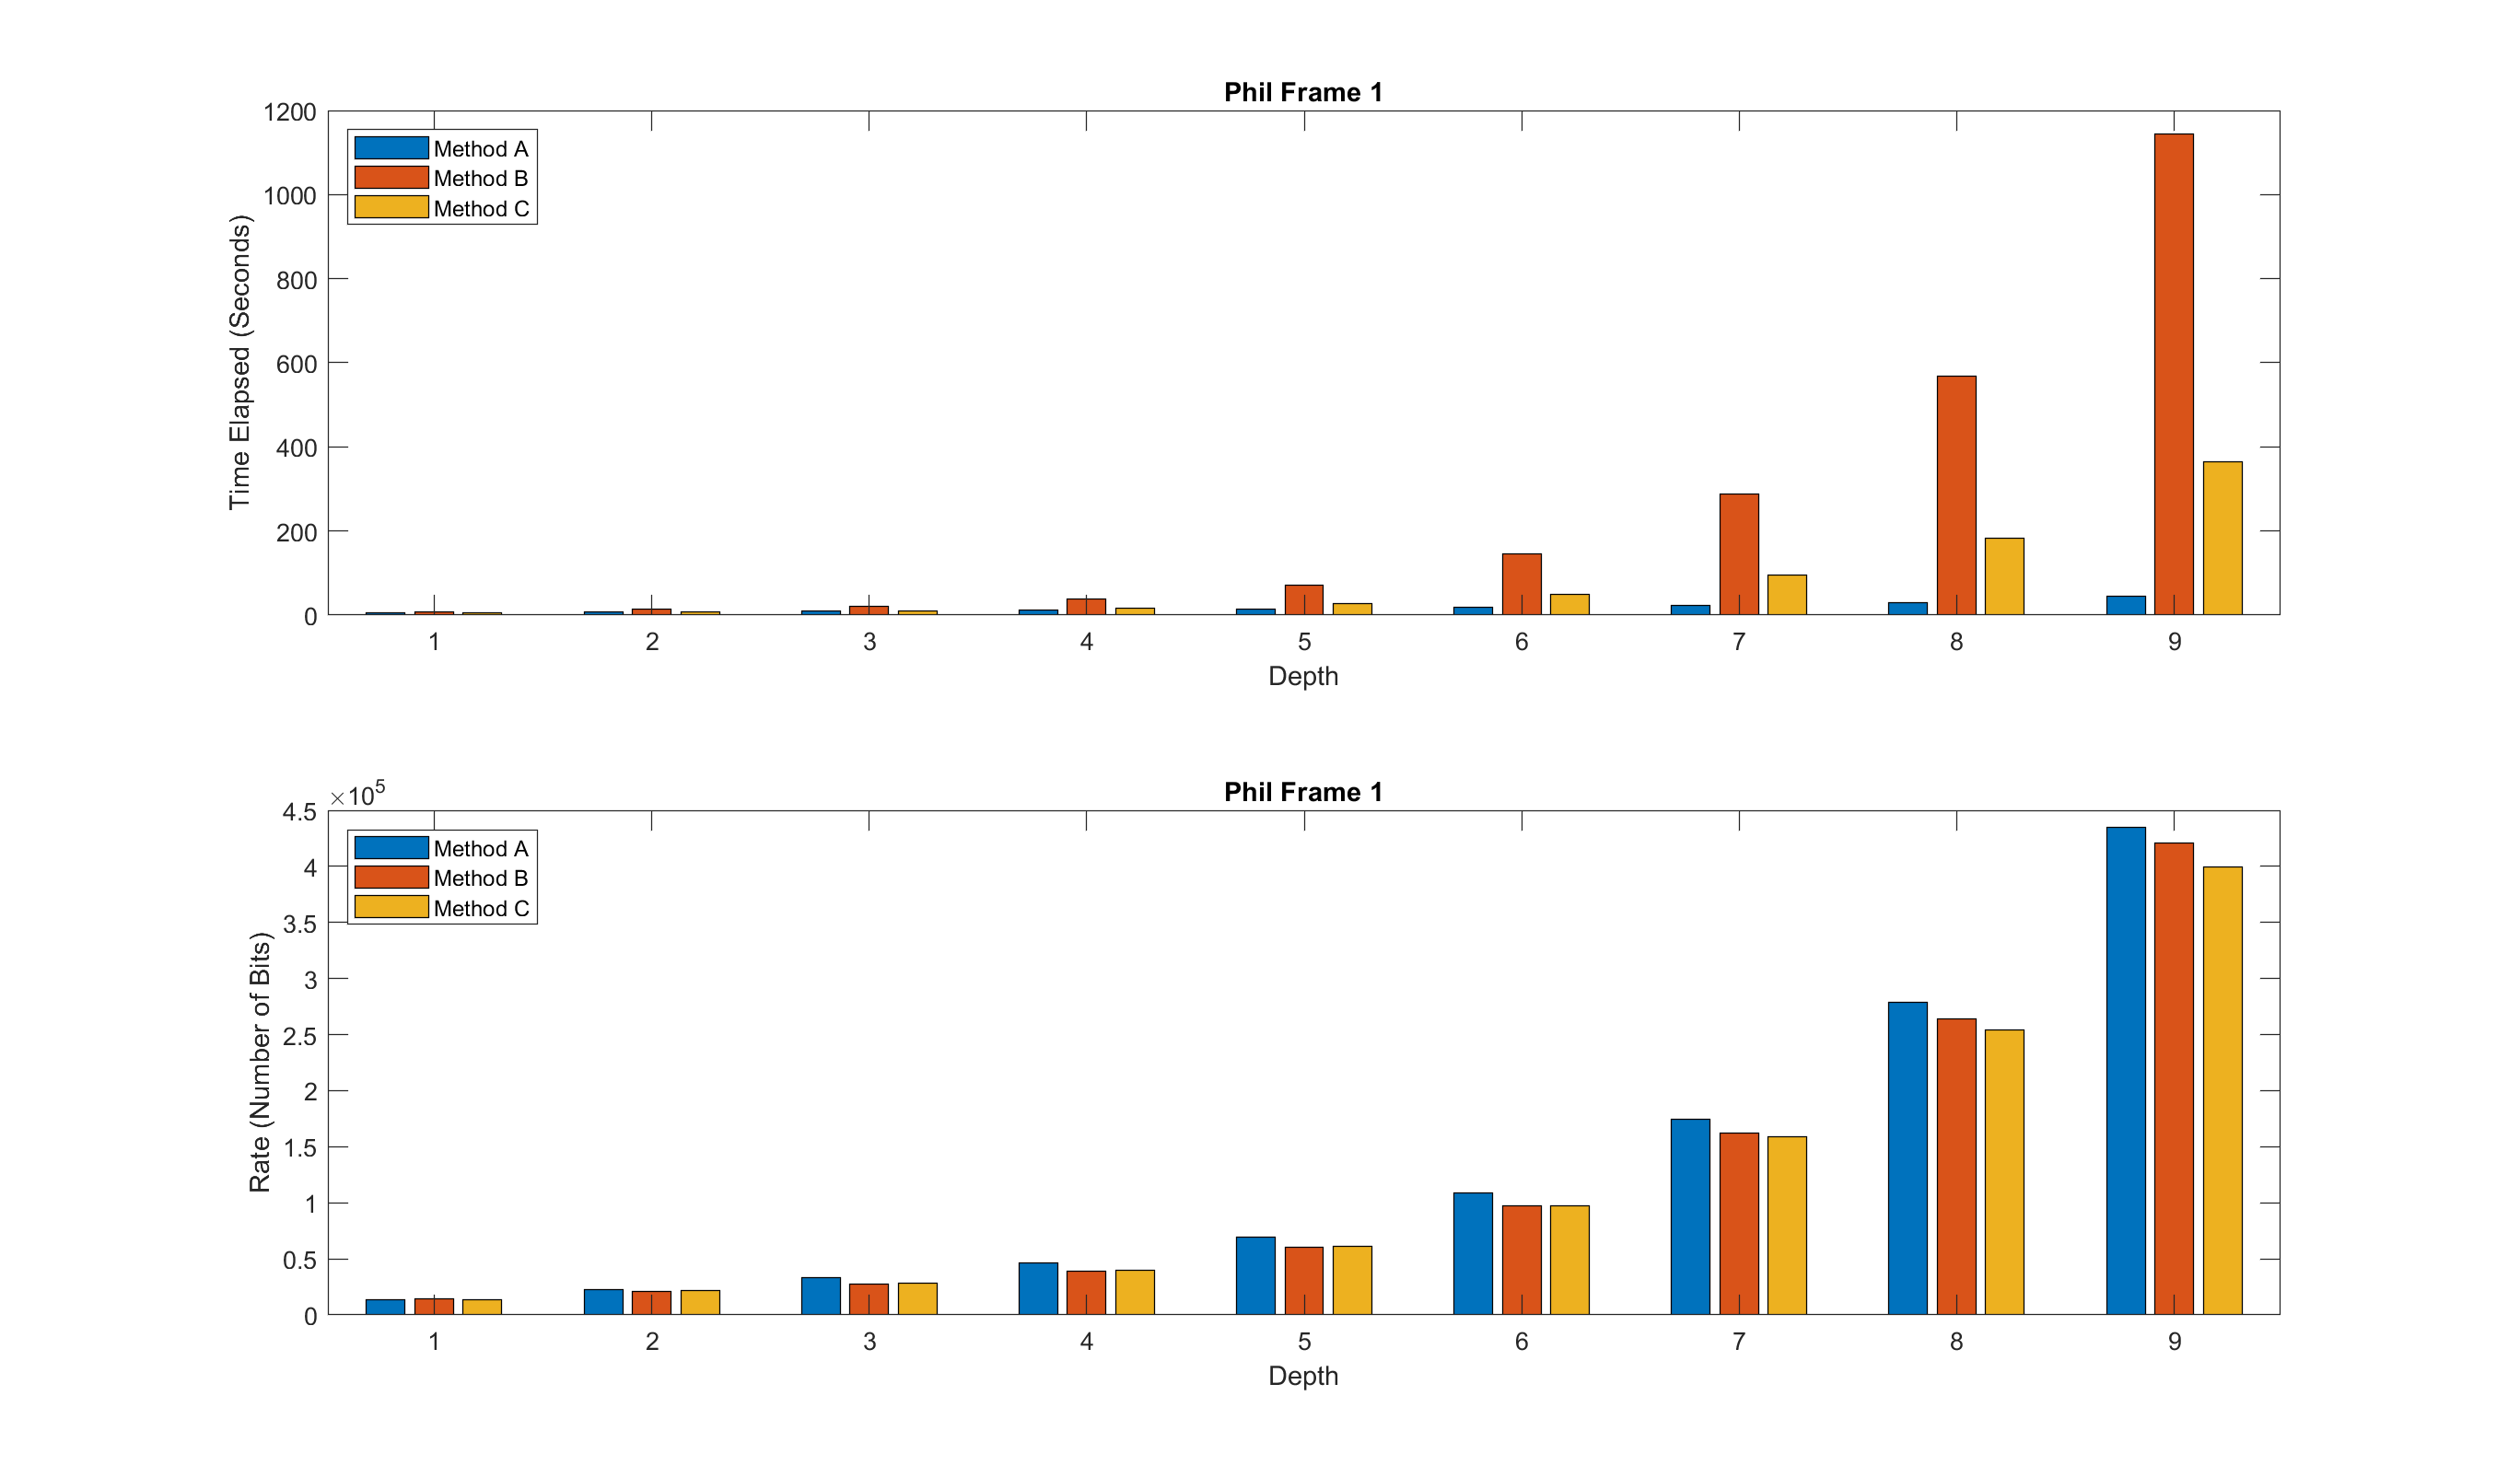 Phil Frame 1
1200
1000
800
600
400
200
0
Time Elapsed (Seconds)
Method A
Method B
Method C
1 2 3 4 5 6 7 8 9
Depth
Phil Frame 1
×10⁵
4.5
4
3.5
3
2.5
2
1.5
1
0.5
0
Rate (Number of Bits)
Method A
Method B
Method C
1 2 3 4 5 6 7 8 9
Depth